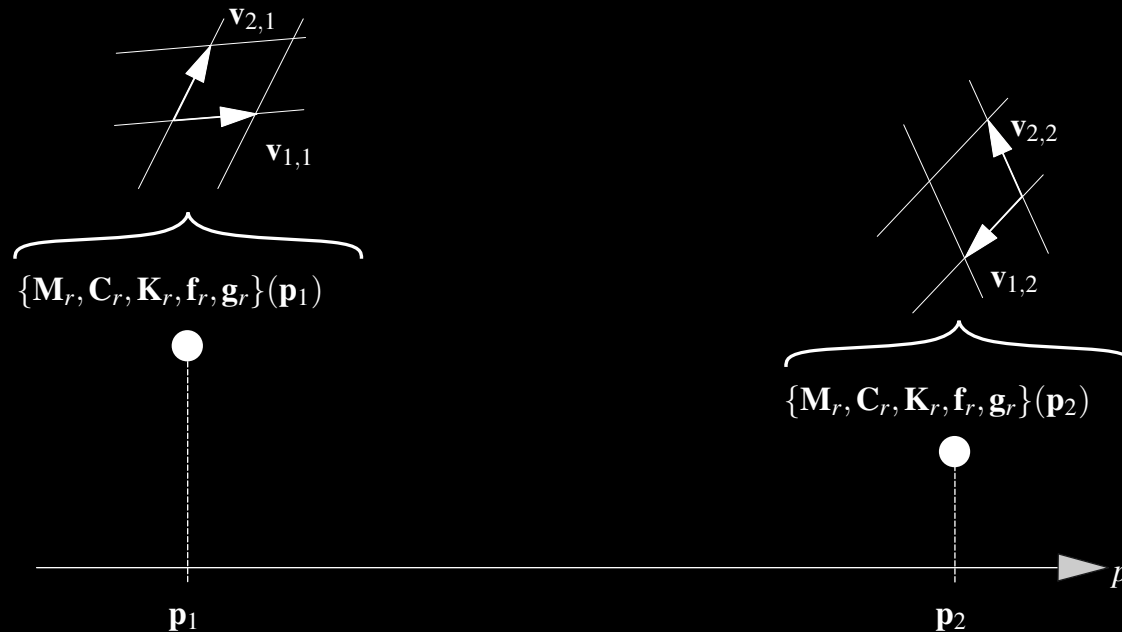 v₂,₁
v₁,₁
v₂,₂
v₁,₂
{Mᵣ, Cᵣ, Kᵣ, fᵣ, gᵣ}(p₁)
{Mᵣ, Cᵣ, Kᵣ, fᵣ, gᵣ}(p₂)
p
p₁
p₂